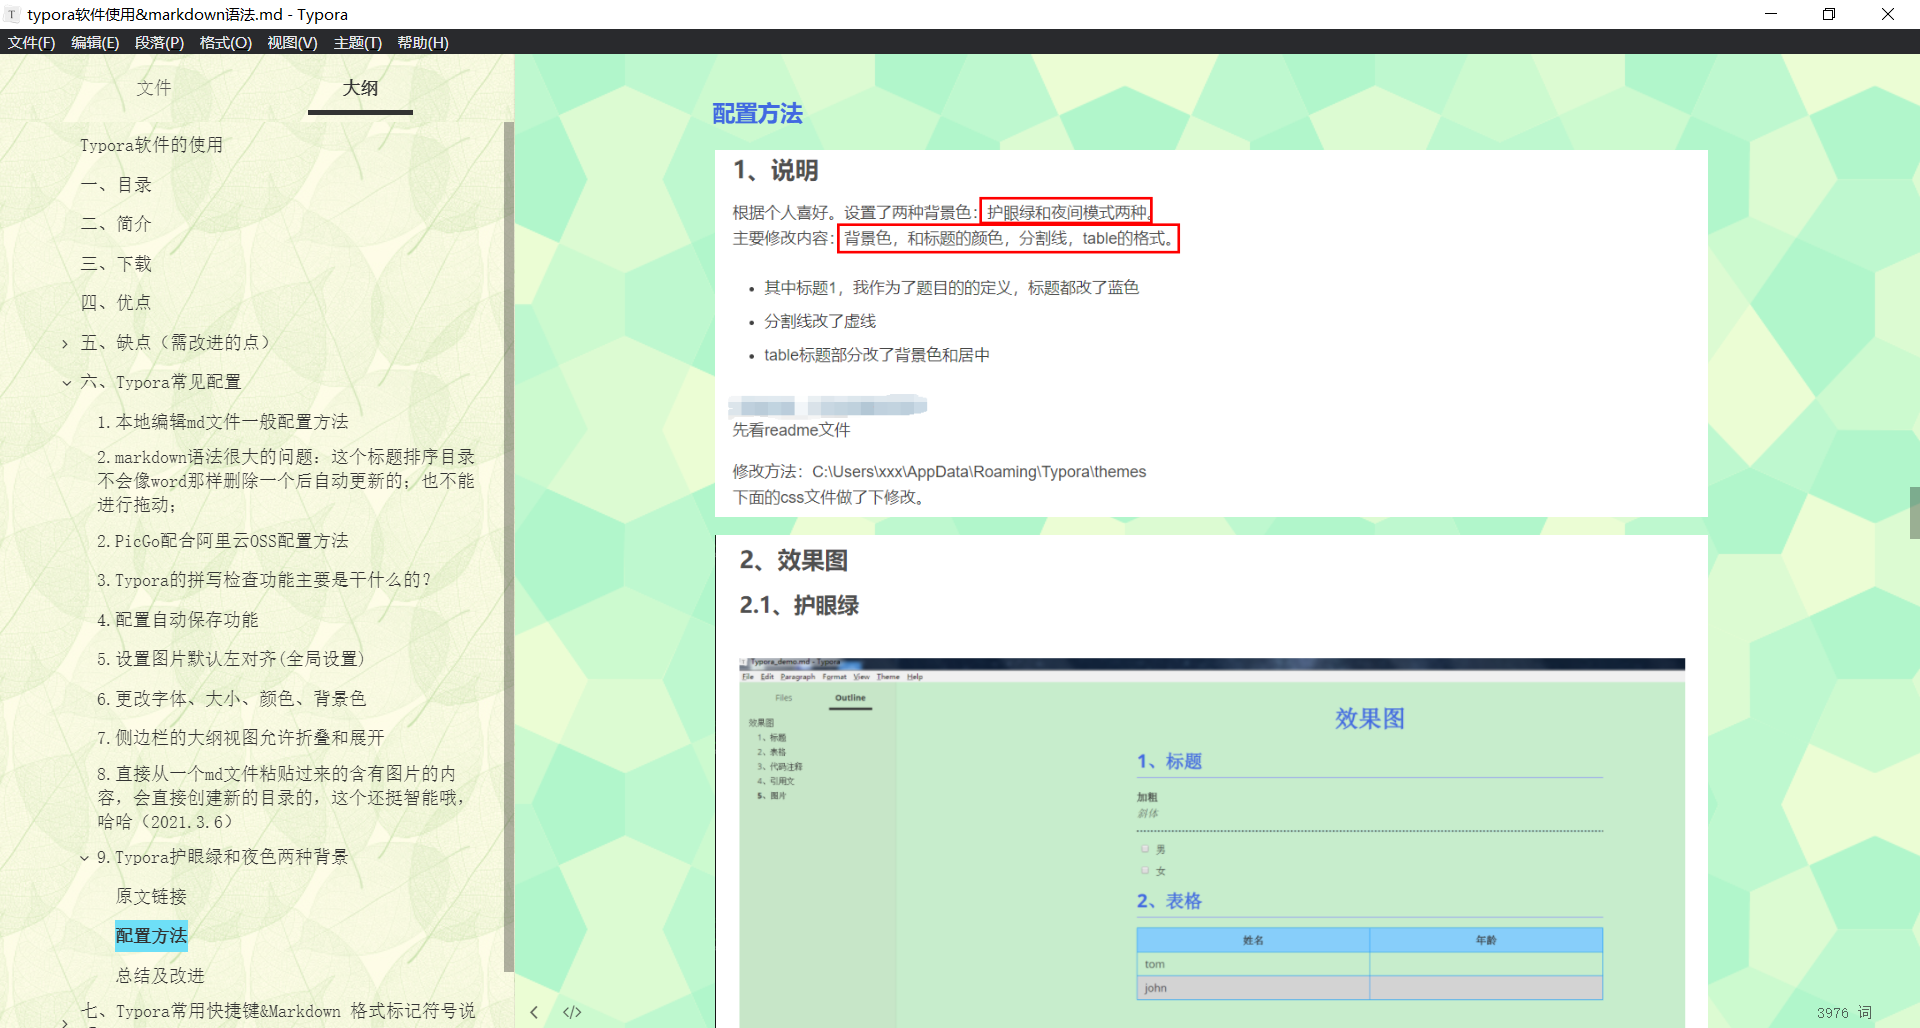 typora软件使用&markdown语法.md - Typora
文件(F) 编辑(E) 段落(P) 格式(O) 视图(V) 主题(T) 帮助(H)
文件 大纲
Typora软件的使用
一、目录
二、简介
三、下载
四、优点
五、缺点（需改进的点）
六、Typora常见配置
1.本地编辑md文件一般配置方法
2.markdown语法很大的问题：这个标题排序目录
不会像word那样删除一个后自动更新的；也不能
进行拖动；
2.PicGo配合阿里云OSS配置方法
3.Typora的拼写检查功能主要是干什么的？
4.配置自动保存功能
5.设置图片默认左对齐(全局设置)
6.更改字体、大小、颜色、背景色
7.侧边栏的大纲视图允许折叠和展开
8.直接从一个md文件粘贴过来的含有图片的内
容，会直接创建新的目录的，这个还挺智能哦，
哈哈（2021.3.6）
9.Typora护眼绿和夜色两种背景
原文链接
配置方法
总结及改进
七、Typora常用快捷键&Markdown 格式标记符号说
配置方法
1、说明
根据个人喜好。设置了两种背景色：护眼绿和夜间模式两种。
主要修改内容：背景色，和标题的颜色，分割线，table的格式。
• 其中标题1，我作为了题目的的定义，标题都改了蓝色
• 分割线改了虚线
• table标题部分改了背景色和居中
先看readme文件
修改方法：C:\Users\xxx\AppData\Roaming\Typora\themes
下面的css文件做了下修改。
2、效果图
2.1、护眼绿
Typora_demo.md - Typora
File Edit Paragraph Format View Theme Help
Files Outline
效果图
1、标题
2、表格
3、代码注释
4、引用文
5、图片
效果图
1、标题
加粗
斜体
男
女
2、表格
姓名 年龄
tom
john
</> 3976 词